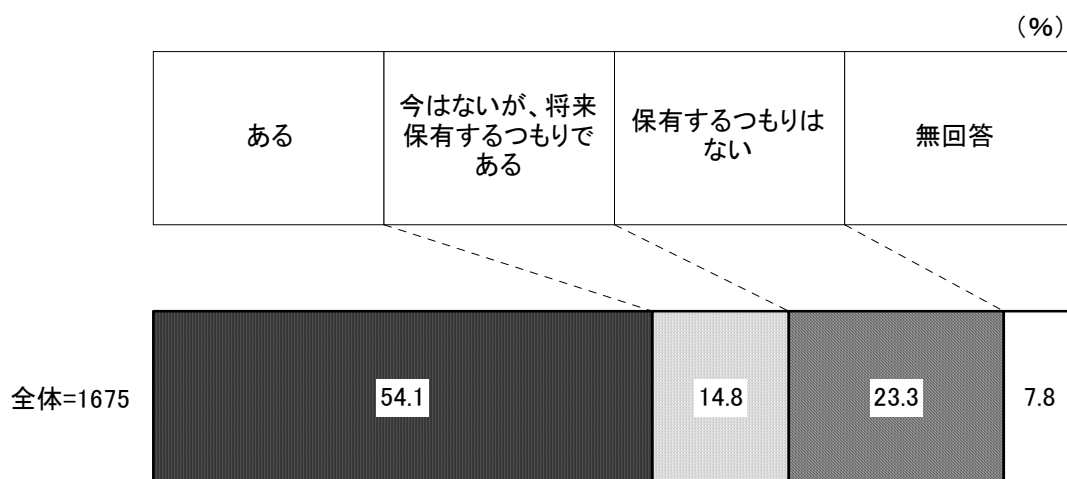 （％）
ある
今はないが、将来
保有するつもりで
ある
保有するつもりは
ない
無回答
全体=1675
54.1
14.8
23.3
7.8